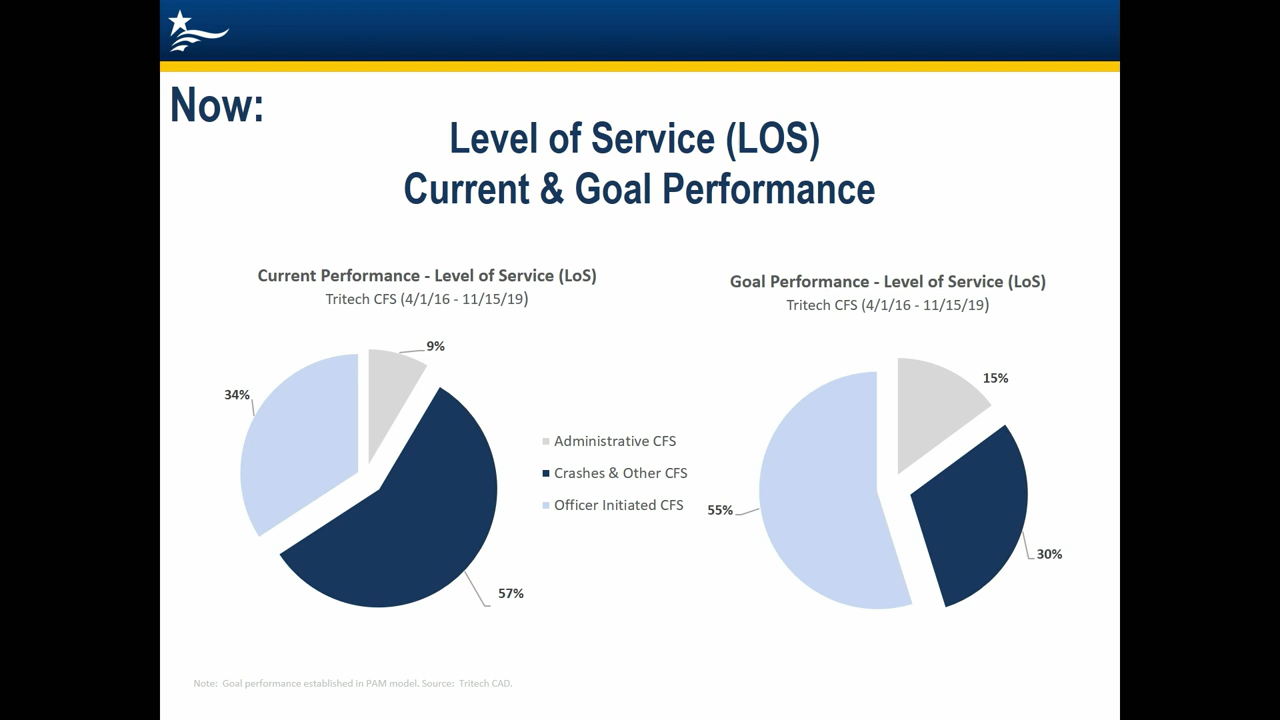 Now:
Level of Service (LOS)
Current & Goal Performance
Current Performance - Level of Service (LoS)
Tritech CFS (4/1/16 - 11/15/19)
9%
34%
57%
Administrative CFS
Crashes & Other CFS
Officer Initiated CFS
Goal Performance - Level of Service (LoS)
Tritech CFS (4/1/16 - 11/15/19)
15%
55%
30%
Note:  Goal performance established in PAM model. Source:  Tritech CAD.